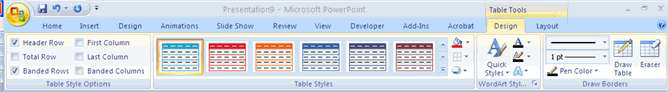 Presentation9 - Microsoft PowerPoint
Table Tools
Home Insert Design Animations Slide Show Review View Developer Add-Ins Acrobat Design Layout
Header Row First Column
Total Row Last Column
Banded Rows Banded Columns
Quick Styles
A
A
A
1 pt
Pen Color
Draw Table
Eraser
Table Style Options Table Styles WordArt Styles Draw Borders